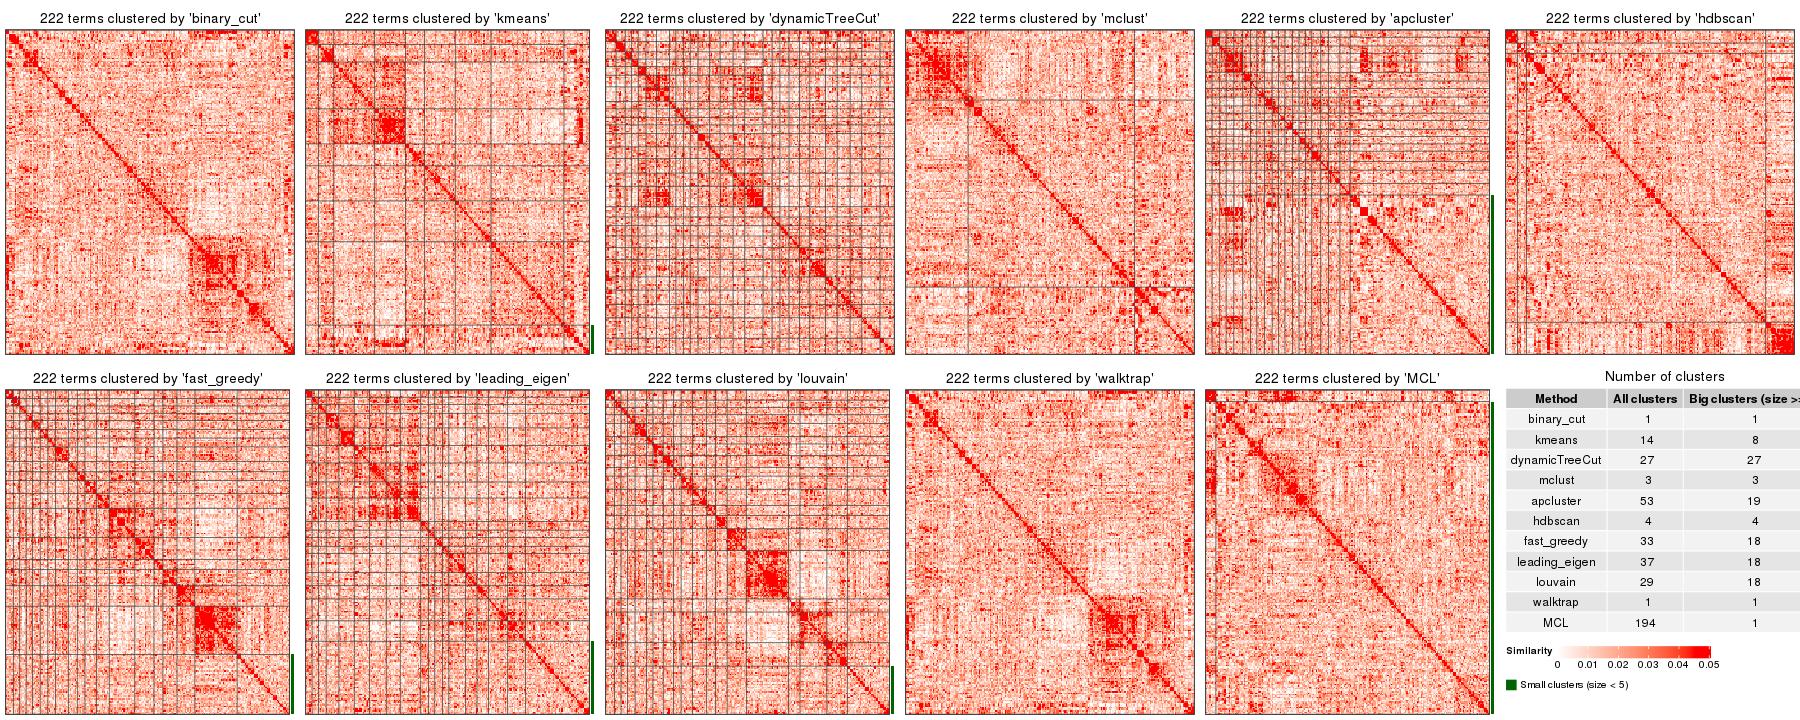 222 terms clustered by 'binary_cut'
222 terms clustered by 'kmeans'
222 terms clustered by 'dynamicTreeCut'
222 terms clustered by 'mclust'
222 terms clustered by 'apcluster'
222 terms clustered by 'hdbscan'
222 terms clustered by 'fast_greedy'
222 terms clustered by 'leading_eigen'
222 terms clustered by 'louvain'
222 terms clustered by 'walktrap'
222 terms clustered by 'MCL'
Number of clusters
Method All clusters Big clusters (size >=
binary_cut 1 1
kmeans 14 8
dynamicTreeCut 27 27
mclust 3 3
apcluster 53 19
hdbscan 4 4
fast_greedy 33 18
leading_eigen 37 18
louvain 29 18
walktrap 1 1
MCL 194 1
Similarity
0 0.01 0.02 0.03 0.04 0.05
Small clusters (size < 5)